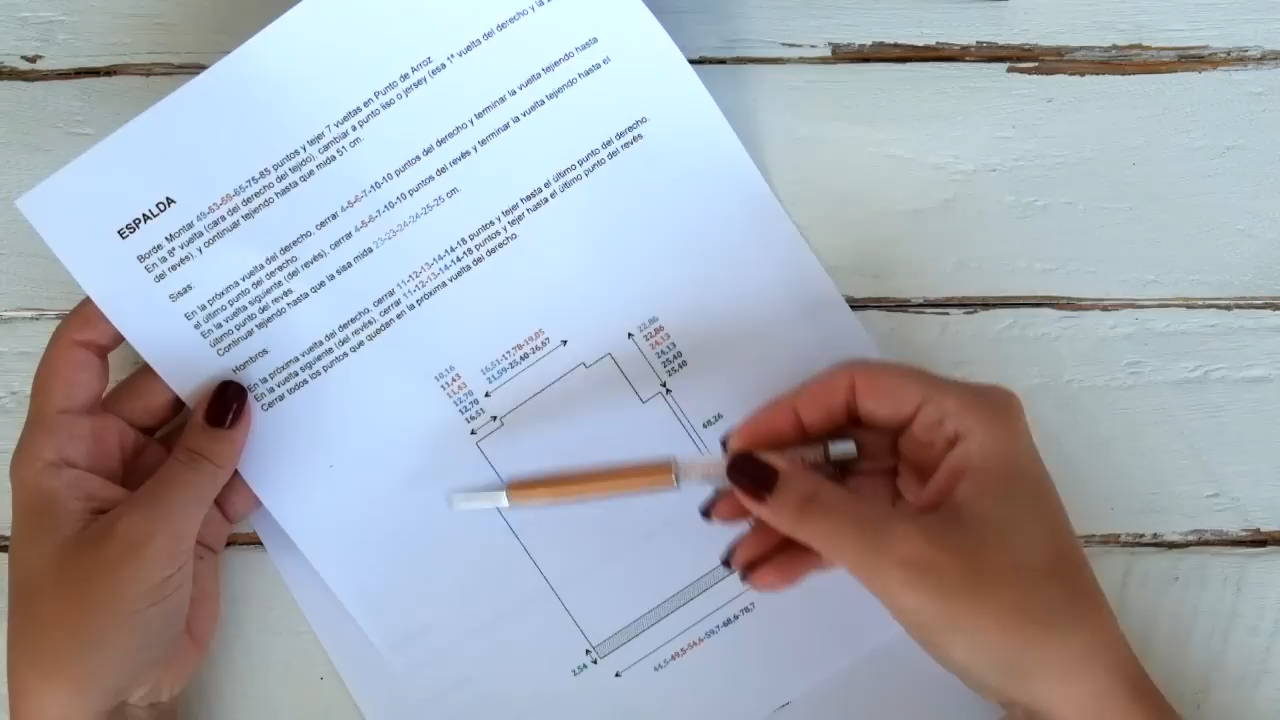 ESPALDA
Borde: Montar 49-53-59-65-75-85 puntos y tejer 7 vueltas en Punto de Arroz
En la 8ª vuelta (cara del derecho del tejido), cambiar a punto liso o jersey (esa 1ª vuelta del derecho y la
del revés), y continuar tejiendo hasta que mida 51 cm.
Sisas:
En la próxima vuelta del derecho, cerrar 4-5-6-7-10-10 puntos del derecho y terminar la vuelta tejiendo hasta
el último punto del derecho.
En la vuelta siguiente (del revés), cerrar 4-5-6-7-10-10 puntos del revés y terminar la vuelta tejiendo hasta el
último punto del revés.
Continuar tejiendo hasta que la sisa mida 23-23-24-24-25-25 cm.
Hombros:
En la próxima vuelta del derecho, cerrar 11-12-13-14-14-18 puntos y tejer hasta el último punto del derecho.
En la vuelta siguiente (del revés), cerrar 11-12-13-14-14-18 puntos y tejer hasta el último punto del revés.
Cerrar todos los puntos que queden en la próxima vuelta del derecho.
10,16
11,43
11,43
12,70
12,70
16,51
16,51-17,78-19,05
21,59-25,40-26,67
22,86
22,86
24,13
24,13
25,40
25,40
48,26
2,54
44,5-49,5-54,6-59,7-68,6-78,7